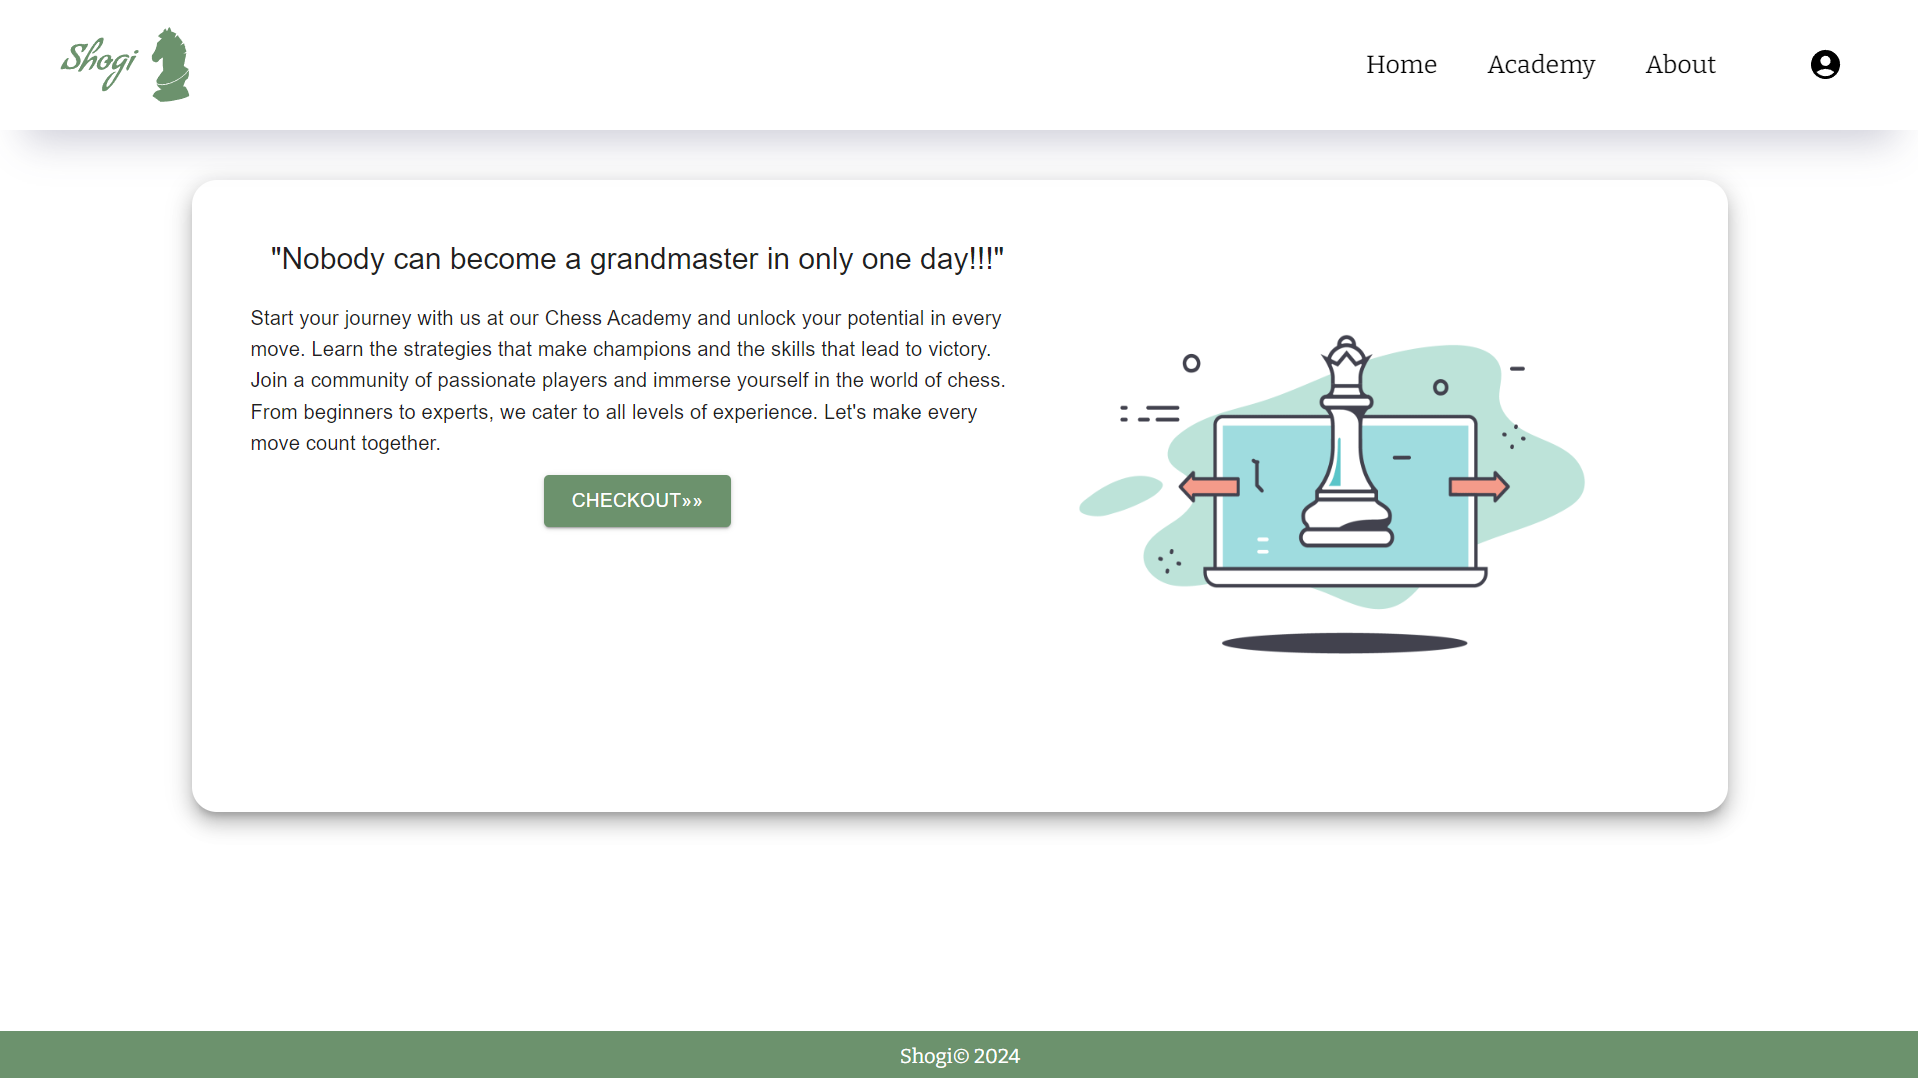 Shogi
Home
Academy
About
"Nobody can become a grandmaster in only one day!!!"
Start your journey with us at our Chess Academy and unlock your potential in every
move. Learn the strategies that make champions and the skills that lead to victory.
Join a community of passionate players and immerse yourself in the world of chess.
From beginners to experts, we cater to all levels of experience. Let's make every
move count together.
CHECKOUT»»
Shogi© 2024